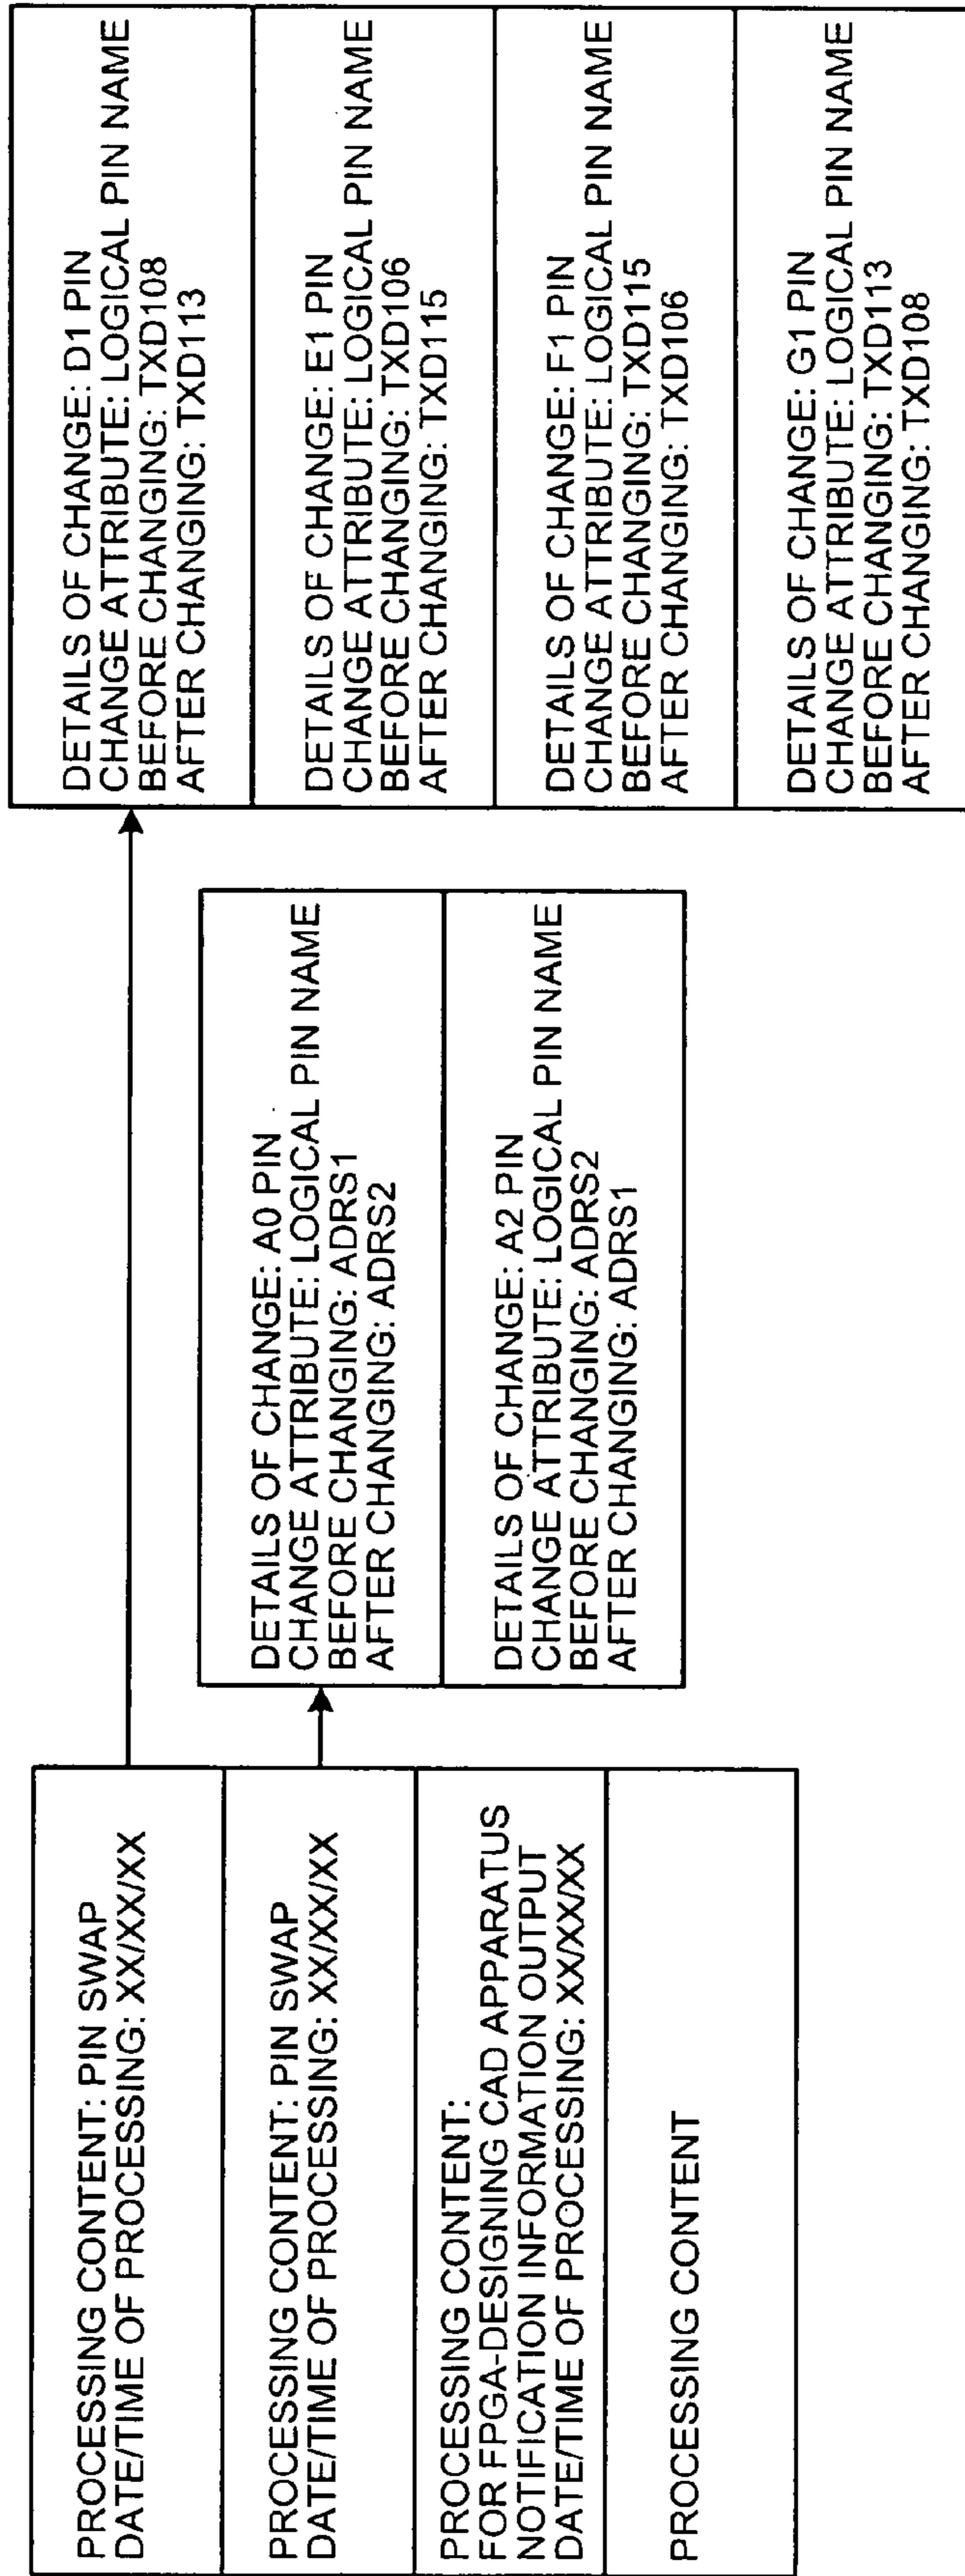 PROCESSING CONTENT: PIN SWAP
DATE/TIME OF PROCESSING: XX/XX/XX
PROCESSING CONTENT: PIN SWAP
DATE/TIME OF PROCESSING: XX/XX/XX
PROCESSING CONTENT:
FOR FPGA-DESIGNING CAD APPARATUS
NOTIFICATION INFORMATION OUTPUT
DATE/TIME OF PROCESSING: XX/XX/XX
PROCESSING CONTENT
DETAILS OF CHANGE: A0 PIN
CHANGE ATTRIBUTE: LOGICAL PIN NAME
BEFORE CHANGING: ADRS1
AFTER CHANGING: ADRS2
DETAILS OF CHANGE: A2 PIN
CHANGE ATTRIBUTE: LOGICAL PIN NAME
BEFORE CHANGING: ADRS2
AFTER CHANGING: ADRS1
DETAILS OF CHANGE: D1 PIN
CHANGE ATTRIBUTE: LOGICAL PIN NAME
BEFORE CHANGING: TXD108
AFTER CHANGING: TXD113
DETAILS OF CHANGE: E1 PIN
CHANGE ATTRIBUTE: LOGICAL PIN NAME
BEFORE CHANGING: TXD106
AFTER CHANGING: TXD115
DETAILS OF CHANGE: F1 PIN
CHANGE ATTRIBUTE: LOGICAL PIN NAME
BEFORE CHANGING: TXD115
AFTER CHANGING: TXD106
DETAILS OF CHANGE: G1 PIN
CHANGE ATTRIBUTE: LOGICAL PIN NAME
BEFORE CHANGING: TXD113
AFTER CHANGING: TXD108